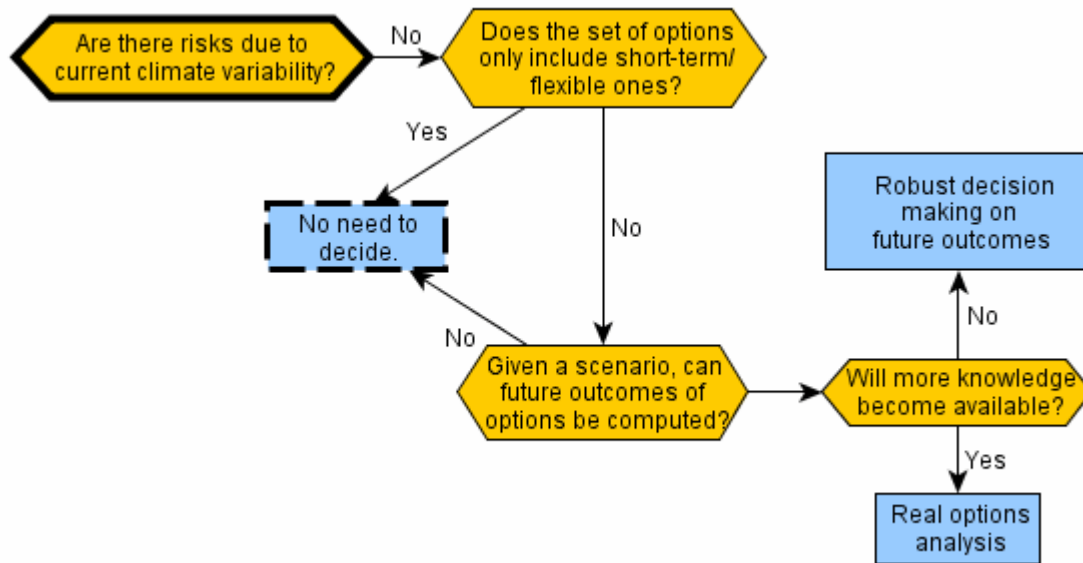 Are there risks due to
current climate variability?
No
Does the set of options
only include short-term/
flexible ones?
Yes
No need to
decide.
No
No
Given a scenario, can
future outcomes of
options be computed?
Will more knowledge
become available?
No
Robust decision
making on
future outcomes
Yes
Real options
analysis